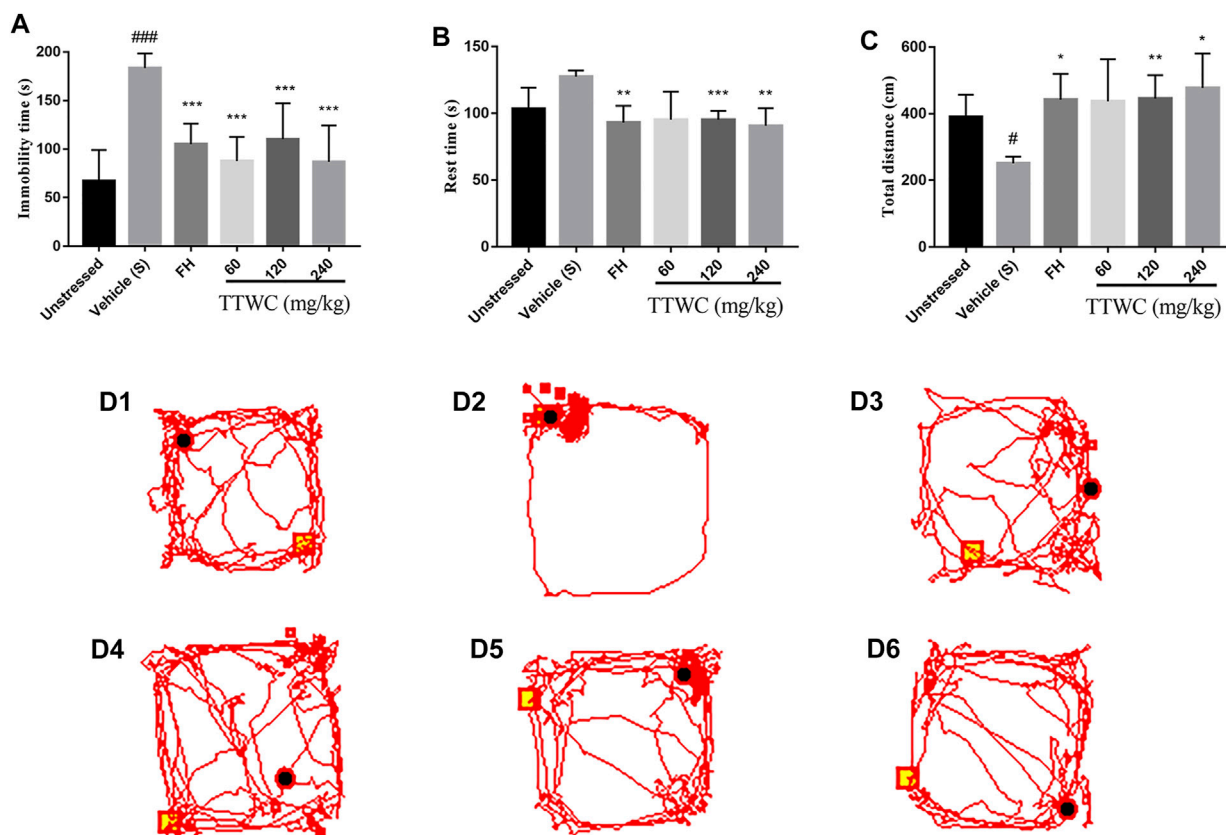 A
###
200
150
100
50
0
Immobility time (s)
***
***
***
***
Unstressed
Vehicle (S)
FH
60
120
240
TTWC (mg/kg)
B
150
100
50
0
Rest time (s)
**
***
**
Unstressed
Vehicle (S)
FH
60
120
240
TTWC (mg/kg)
C
600
400
200
0
Total distance (cm)
#
*
**
*
Unstressed
Vehicle (S)
FH
60
120
240
TTWC (mg/kg)
D1
D2
D3
D4
D5
D6